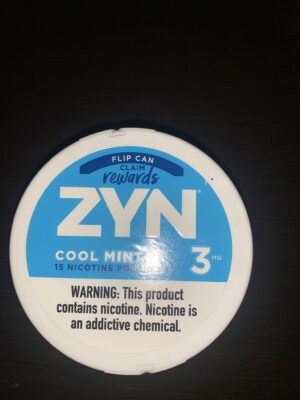 FLIP CAN
CLAIM
rewards
ZYN
COOL MINT
15 NICOTINE
3 MG
WARNING: This product
contains nicotine. Nicotine is
an addictive chemical.